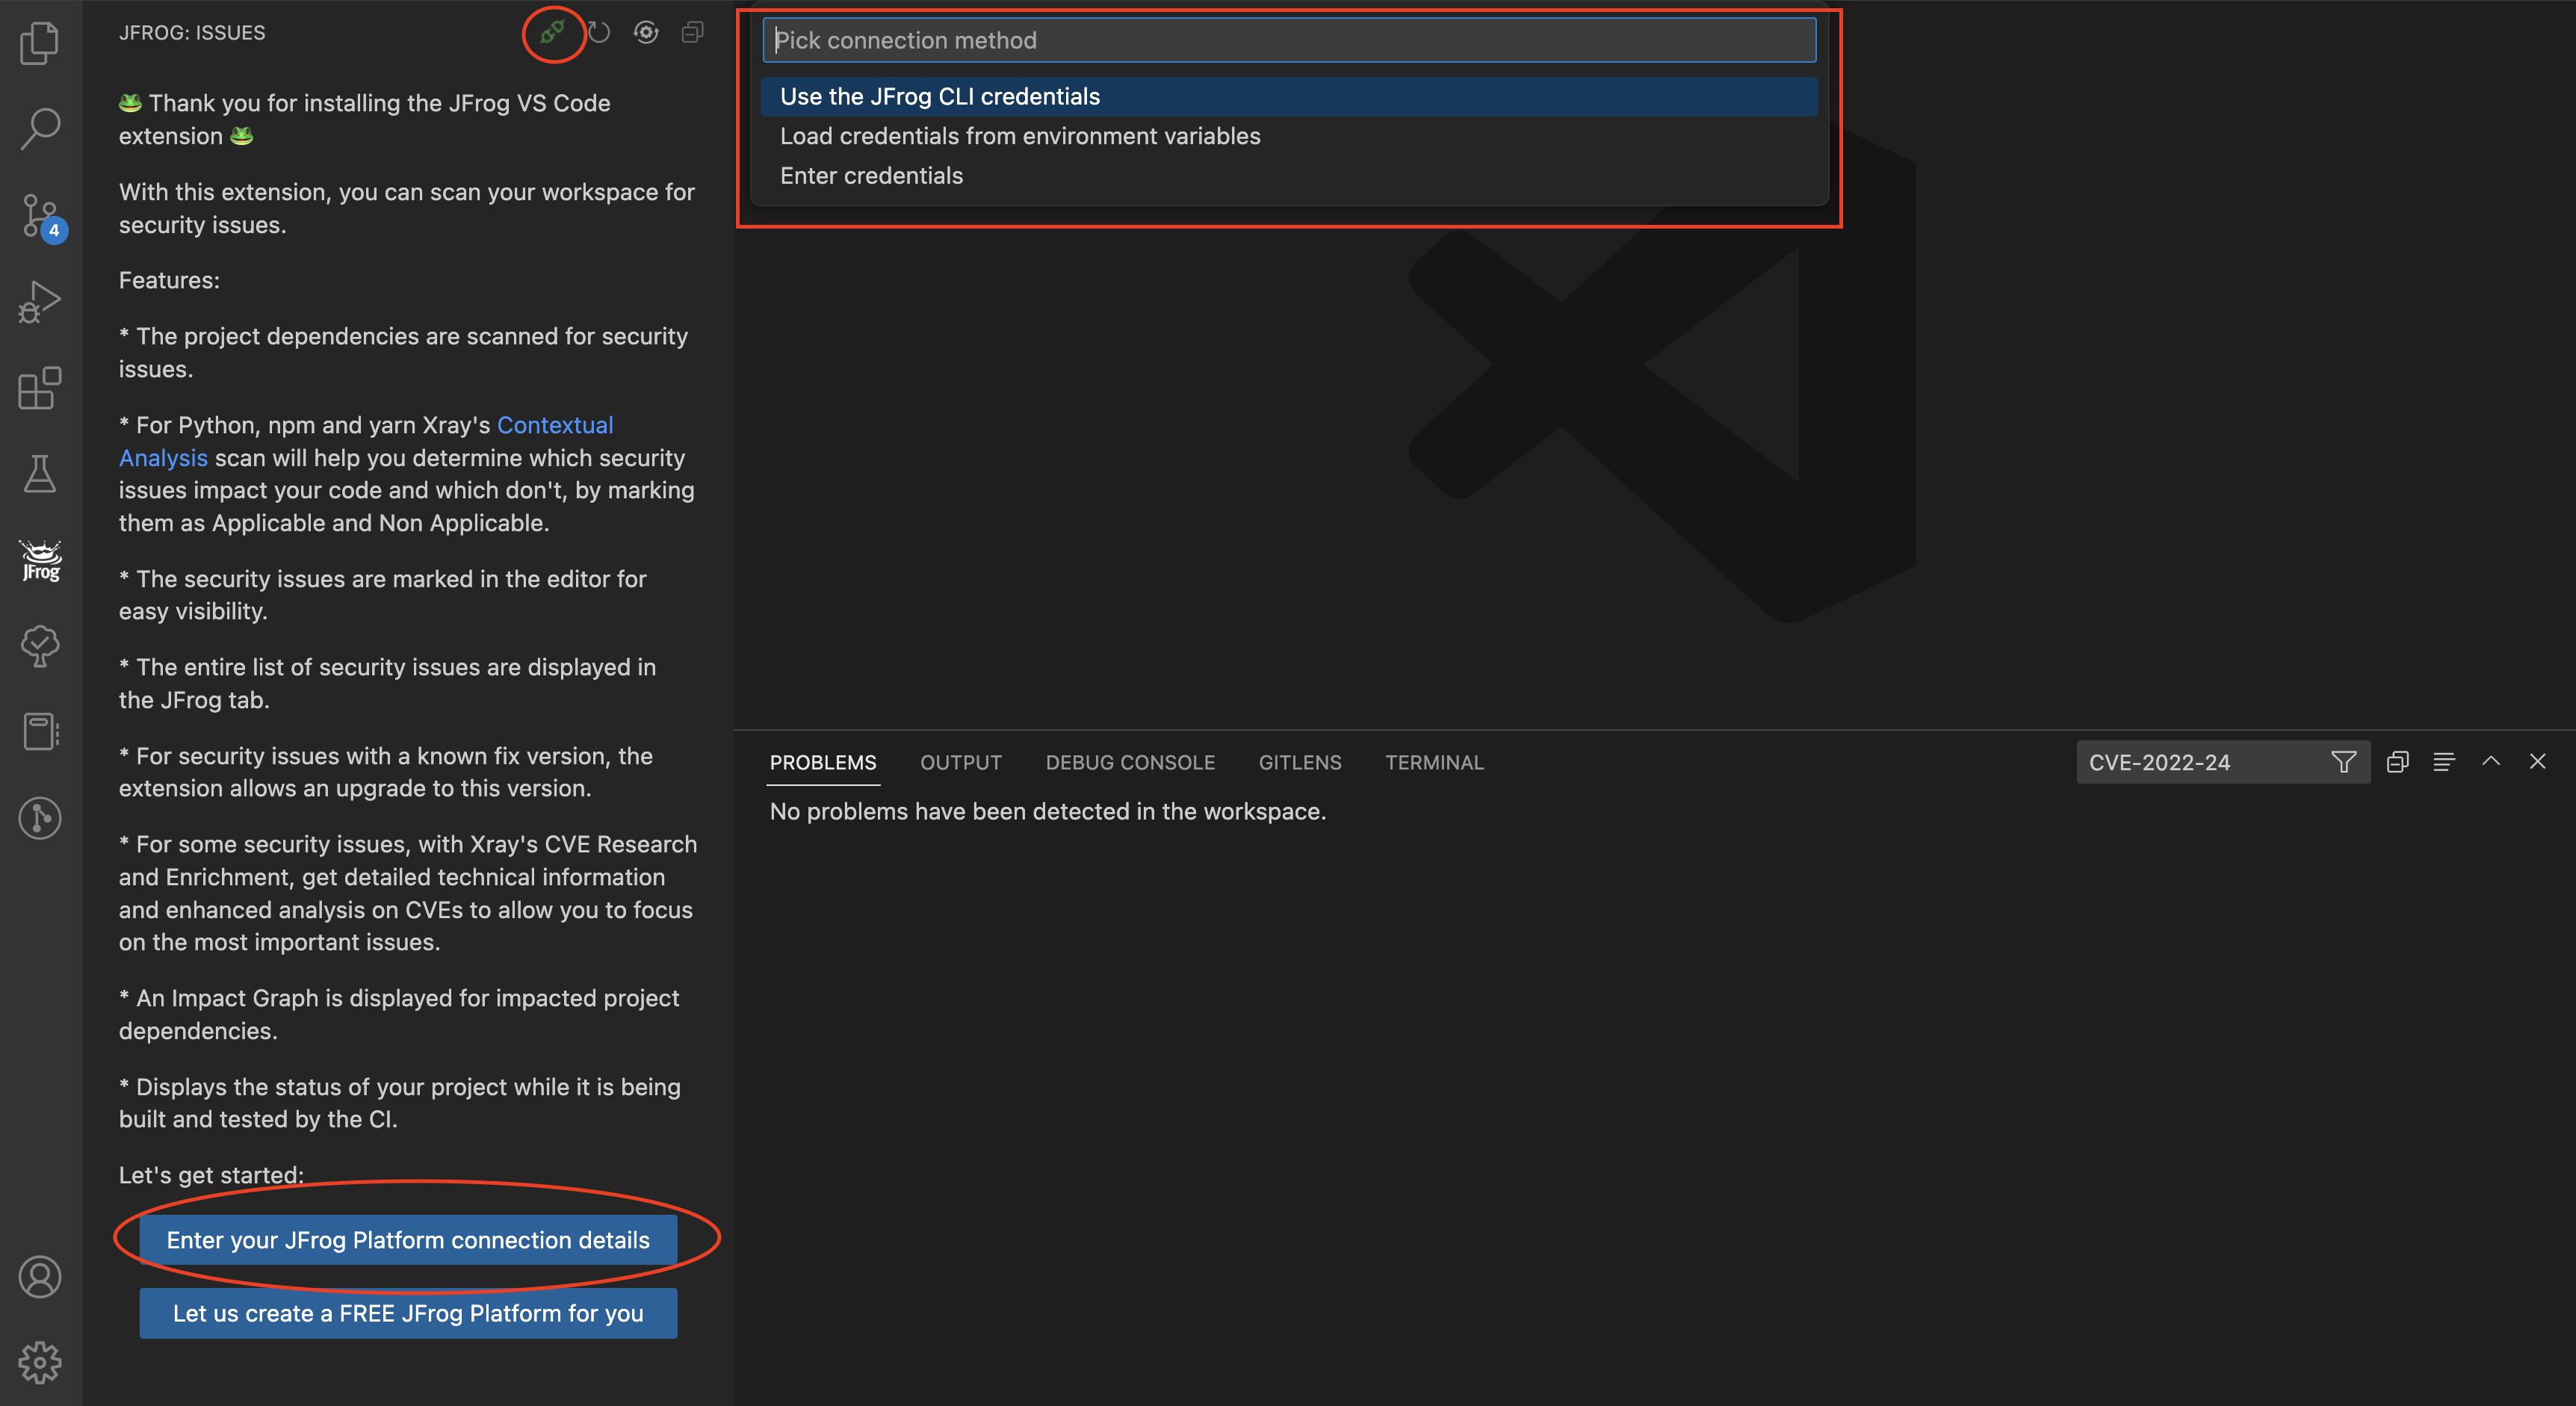 JFROG: ISSUES
🐸 Thank you for installing the JFrog VS Code
extension 🐸
With this extension, you can scan your workspace for
security issues.
Features:
* The project dependencies are scanned for security
issues.
* For Python, npm and yarn Xray's Contextual
Analysis scan will help you determine which security
issues impact your code and which don't, by marking
them as Applicable and Non Applicable.
* The security issues are marked in the editor for
easy visibility.
* The entire list of security issues are displayed in
the JFrog tab.
* For security issues with a known fix version, the
extension allows an upgrade to this version.
* For some security issues, with Xray's CVE Research
and Enrichment, get detailed technical information
and enhanced analysis on CVEs to allow you to focus
on the most important issues.
* An Impact Graph is displayed for impacted project
dependencies.
* Displays the status of your project while it is being
built and tested by the CI.
Let's get started:
Enter your JFrog Platform connection details
Let us create a FREE JFrog Platform for you
4
JFrog
Pick connection method
Use the JFrog CLI credentials
Load credentials from environment variables
Enter credentials
PROBLEMS OUTPUT DEBUG CONSOLE GITLENS TERMINAL CVE-2022-24
No problems have been detected in the workspace.